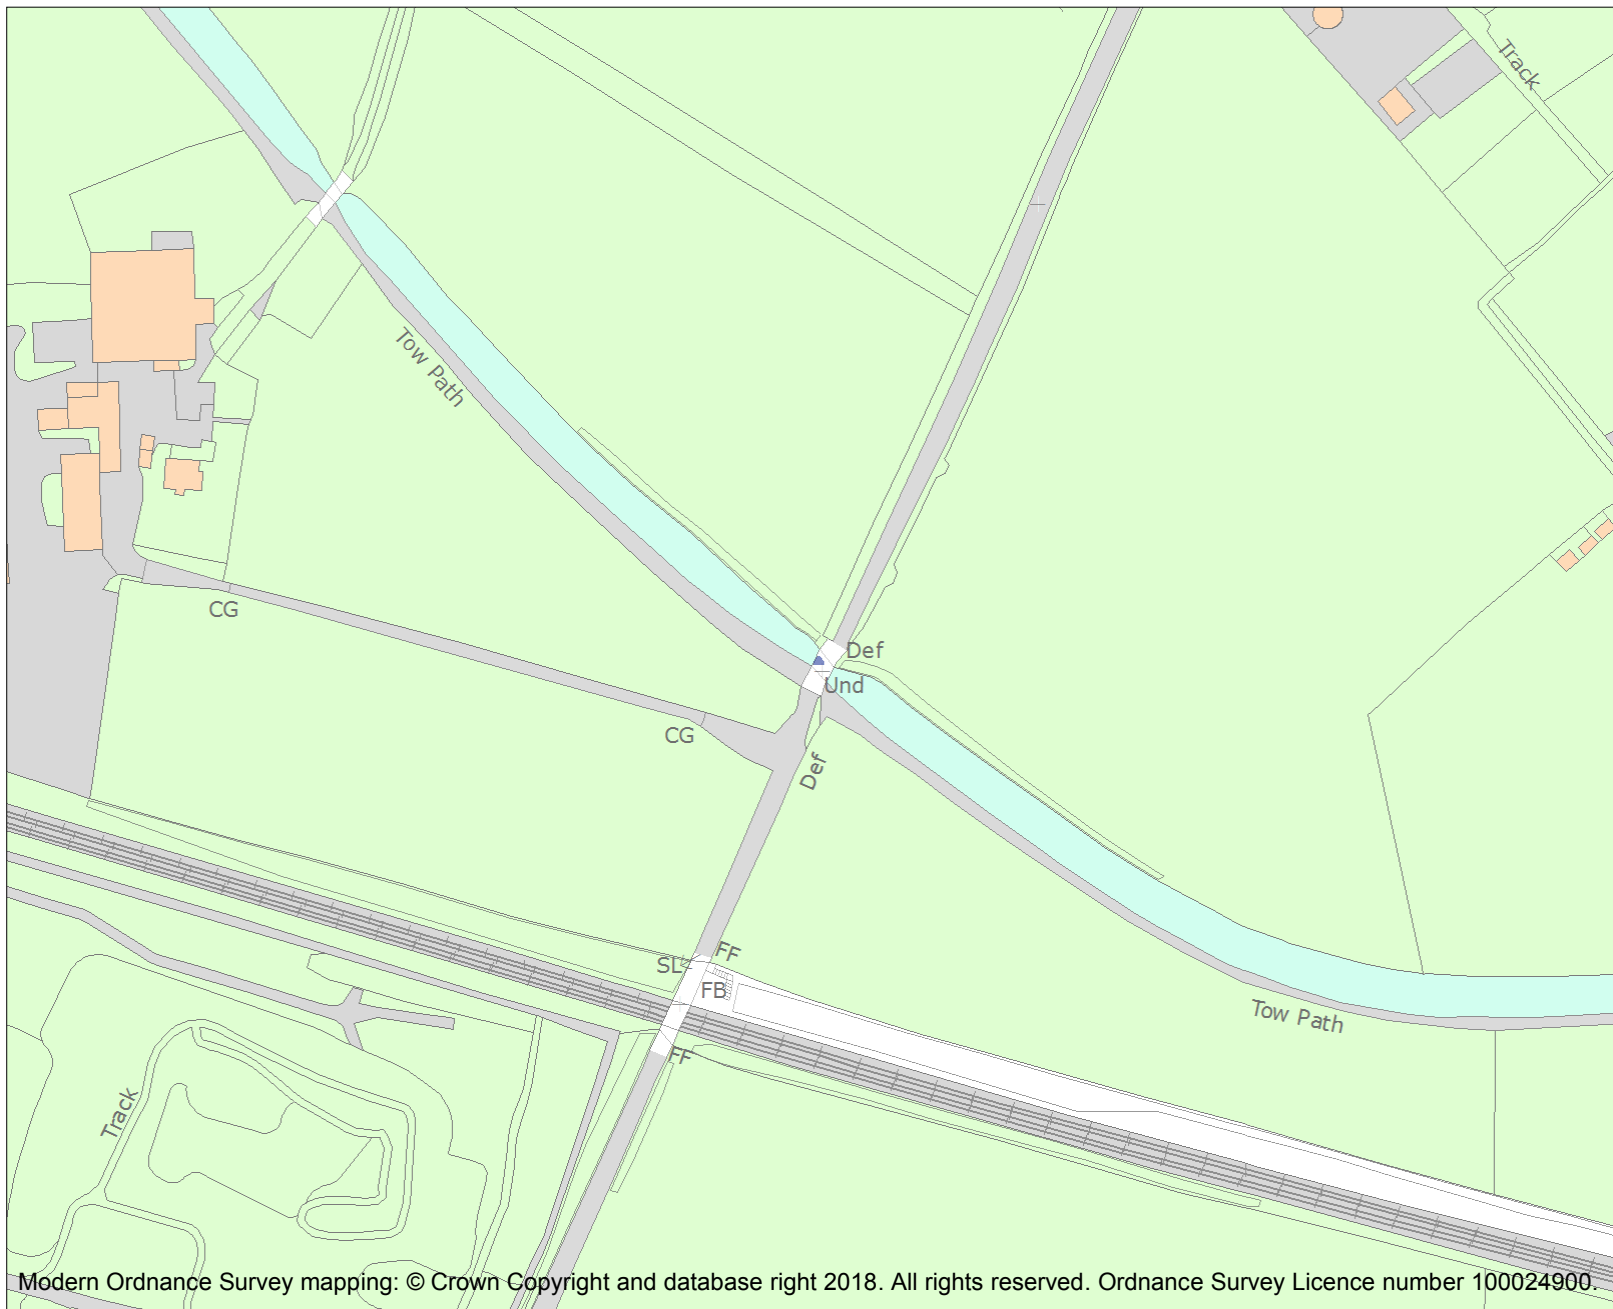 Track
Tow Path
Def
Und
CG
CG
Def
FF
SL
FB
Tow Path
FF
Track
Modern Ordnance Survey mapping: © Crown Copyright and database right 2018. All rights reserved. Ordnance Survey Licence number 100024900.